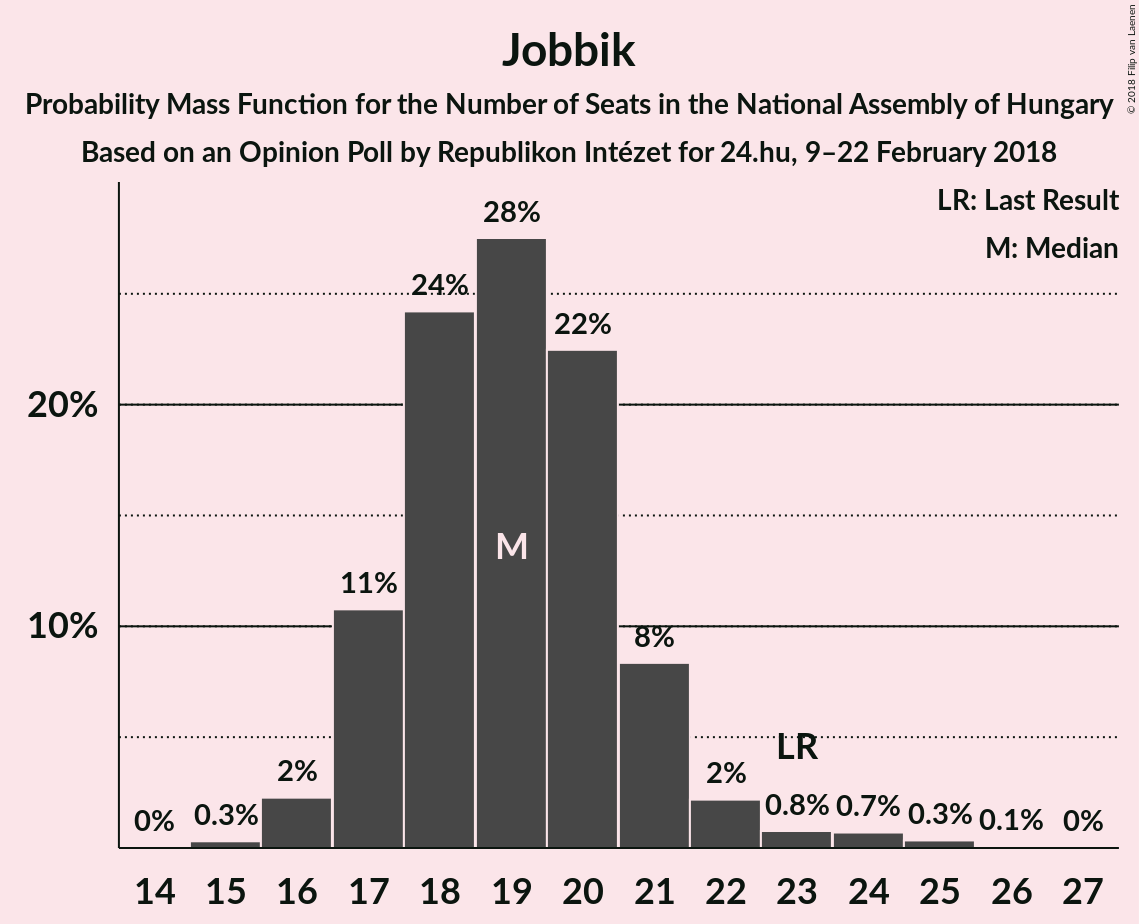 Jobbik
Probability Mass Function for the Number of Seats in the National Assembly of Hungary
Based on an Opinion Poll by Republikon Intézet for 24.hu, 9–22 February 2018
© 2018 Filip van Laenen
LR: Last Result
M: Median
28%
24%
22%
20%
M
11%
10%
8%
LR
2%
2%
0%
0.3%
0.8%
0.7%
0.3%
0.1%
0%
14 15 16 17 18 19 20 21 22 23 24 25 26 27